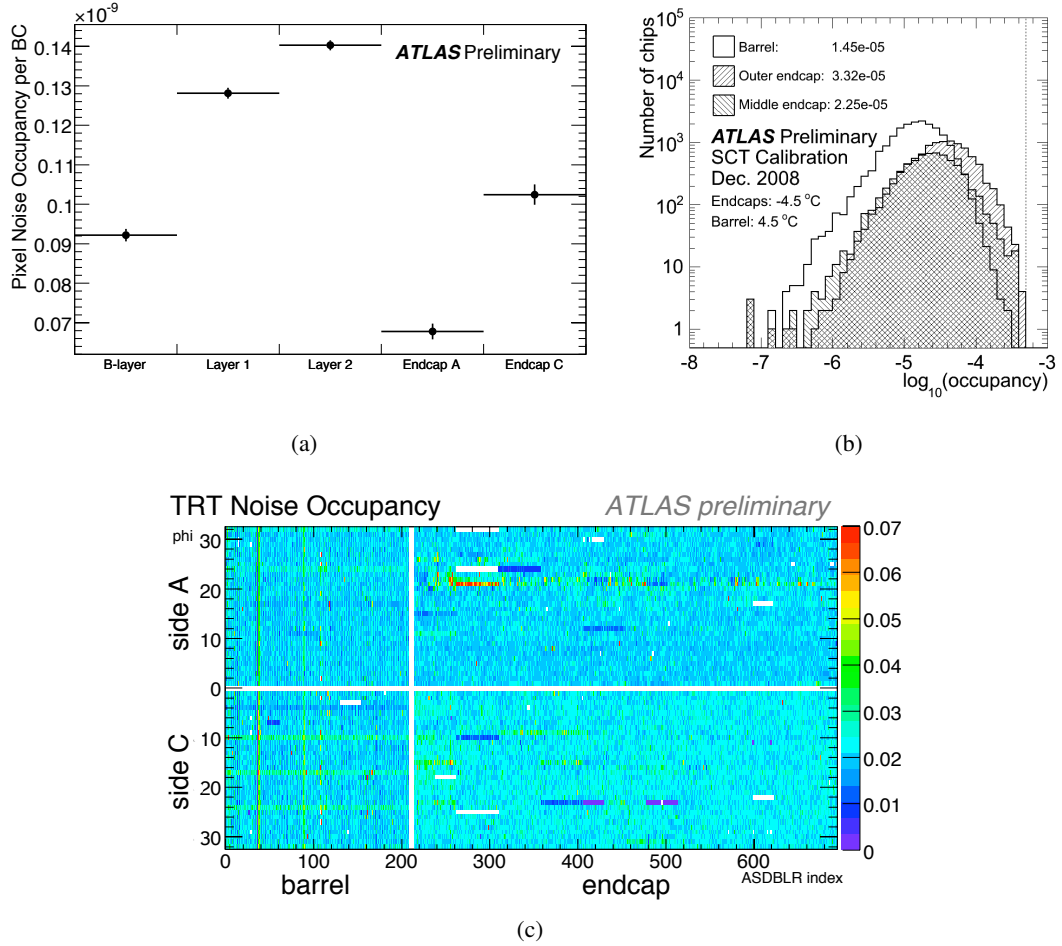 ×10⁻⁹
Pixel Noise Occupancy per BC
0.14
0.13
0.12
0.11
0.1
0.09
0.08
0.07
ATLAS Preliminary
B-layer Layer 1 Layer 2 Endcap A Endcap C
(a)
Number of chips
10⁵
10⁴
10³
10²
10
1
Barrel: 1.45e-05
Outer endcap: 3.32e-05
Middle endcap: 2.25e-05
ATLAS Preliminary
SCT Calibration
Dec. 2008
Endcaps: -4.5 °C
Barrel: 4.5 °C
-8 -7 -6 -5 -4 -3
log₁₀(occupancy)
(b)
TRT Noise Occupancy
ATLAS preliminary
phi
side A
30
20
10
0
side C
10
20
30
0 100 200 300 400 500 600
barrel
endcap
ASDBLR index
0.07
0.06
0.05
0.04
0.03
0.02
0.01
0
(c)